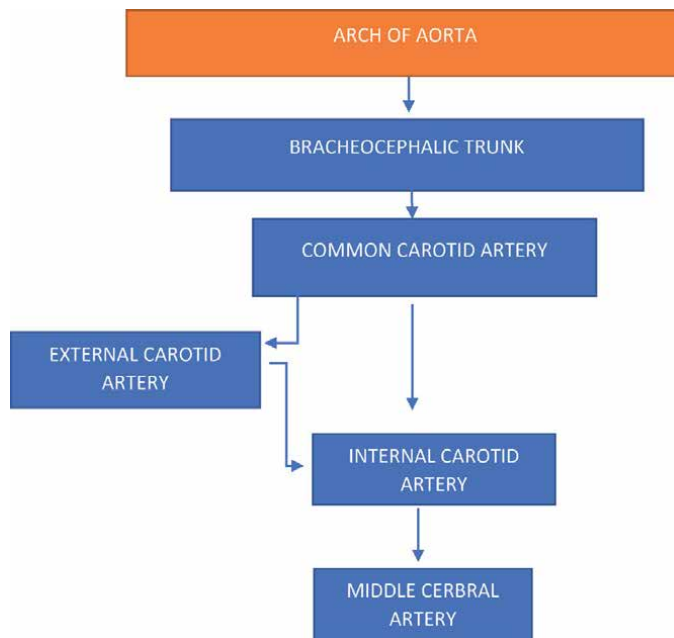 ARCH OF AORTA
BRACHEOCEPHALIC TRUNK
COMMON CAROTID ARTERY
EXTERNAL CAROTID
ARTERY
INTERNAL CAROTID
ARTERY
MIDDLE CERBRAL
ARTERY